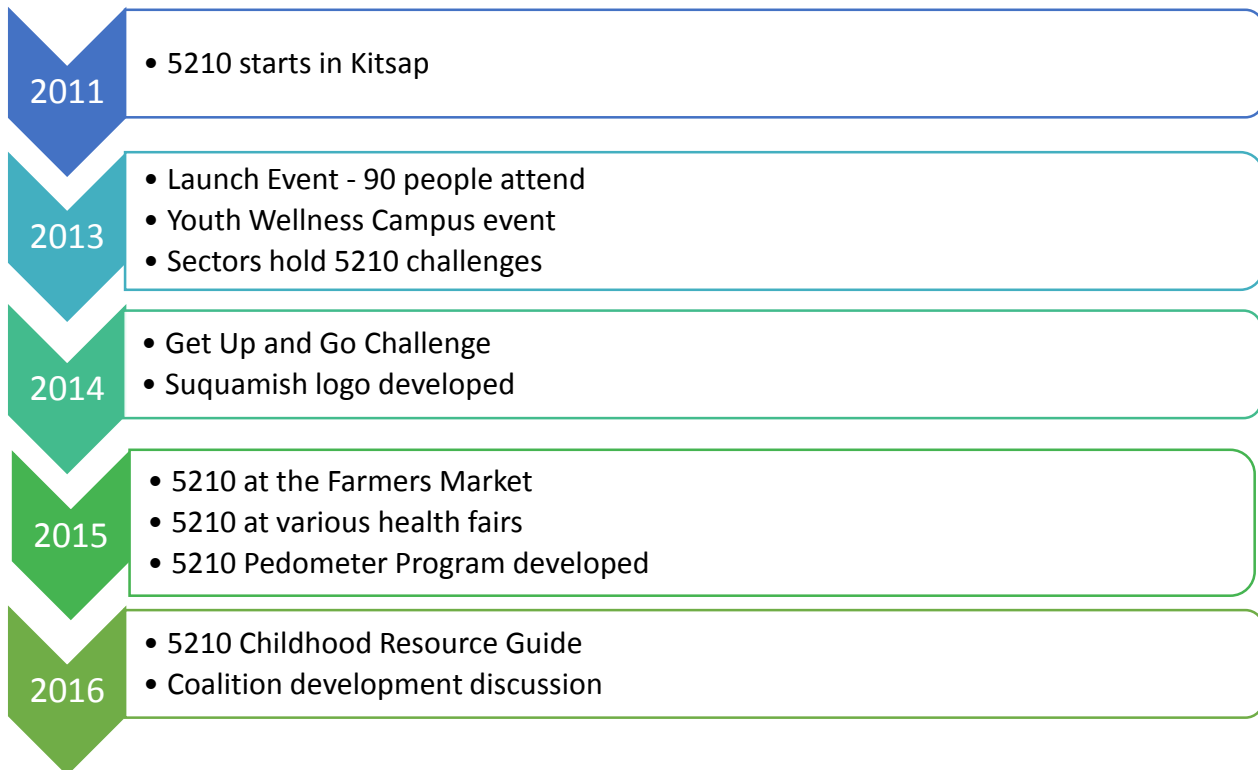 2011
• 5210 starts in Kitsap
2013
• Launch Event - 90 people attend
• Youth Wellness Campus event
• Sectors hold 5210 challenges
2014
• Get Up and Go Challenge
• Suquamish logo developed
2015
• 5210 at the Farmers Market
• 5210 at various health fairs
• 5210 Pedometer Program developed
2016
• 5210 Childhood Resource Guide
• Coalition development discussion